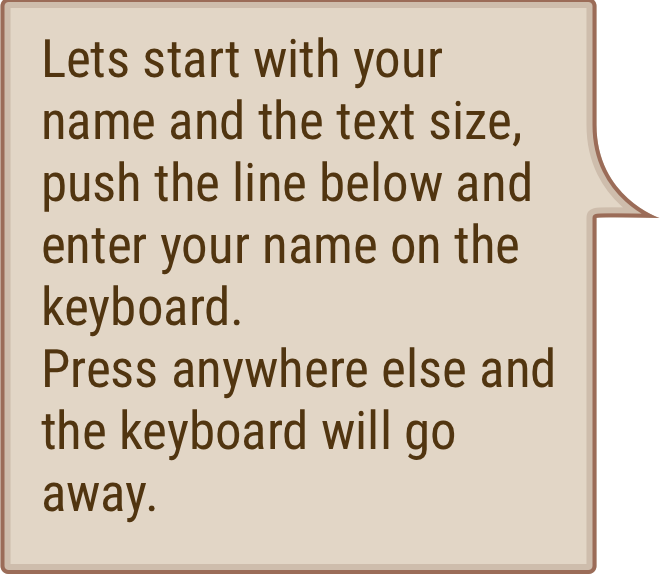 Lets start with your
name and the text size,
push the line below and
enter your name on the
keyboard.
Press anywhere else and
the keyboard will go
away.